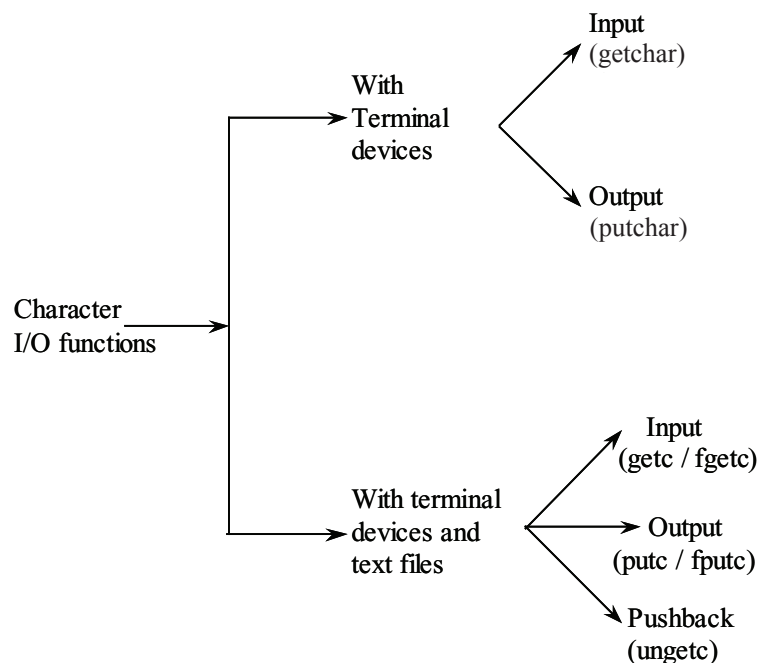 Character
I/O functions
With
Terminal
devices
Input
(getchar)
Output
(putchar)
With terminal
devices and
text files
Input
(getc / fgetc)
Output
(putc / fputc)
Pushback
(ungetc)